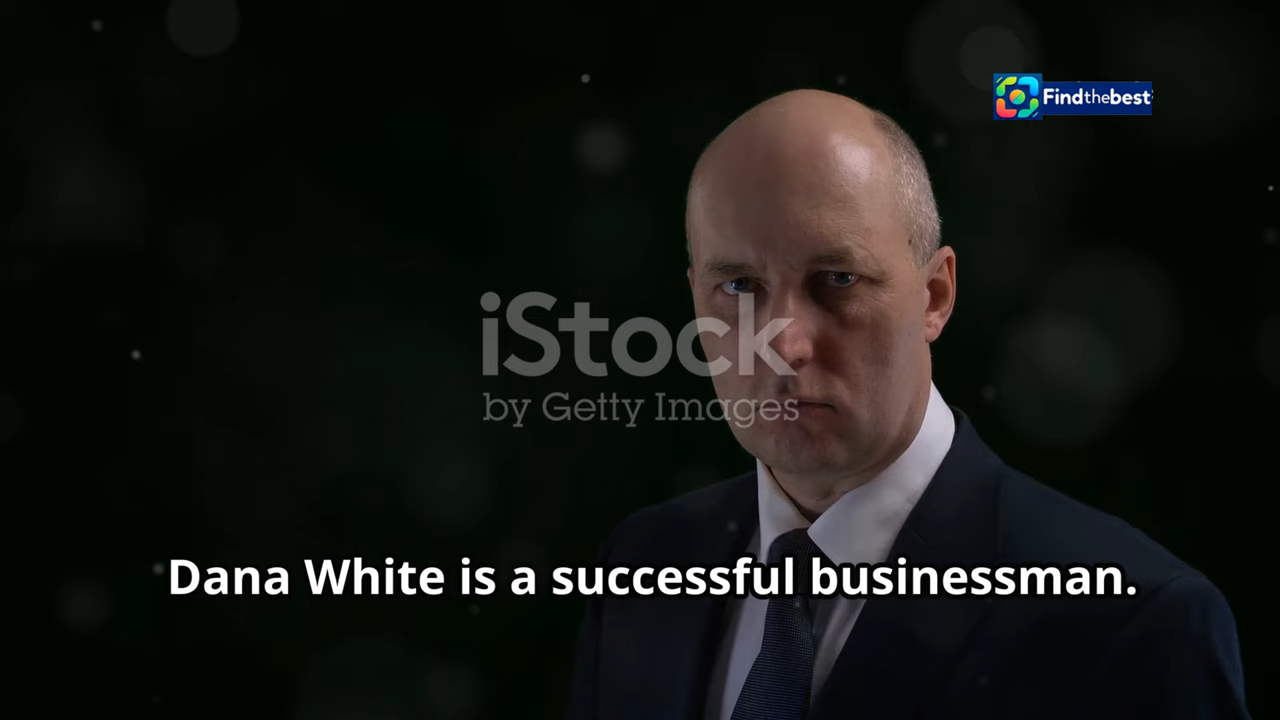 Findthebest
iStock
by Getty Images
Dana White is a successful businessman.